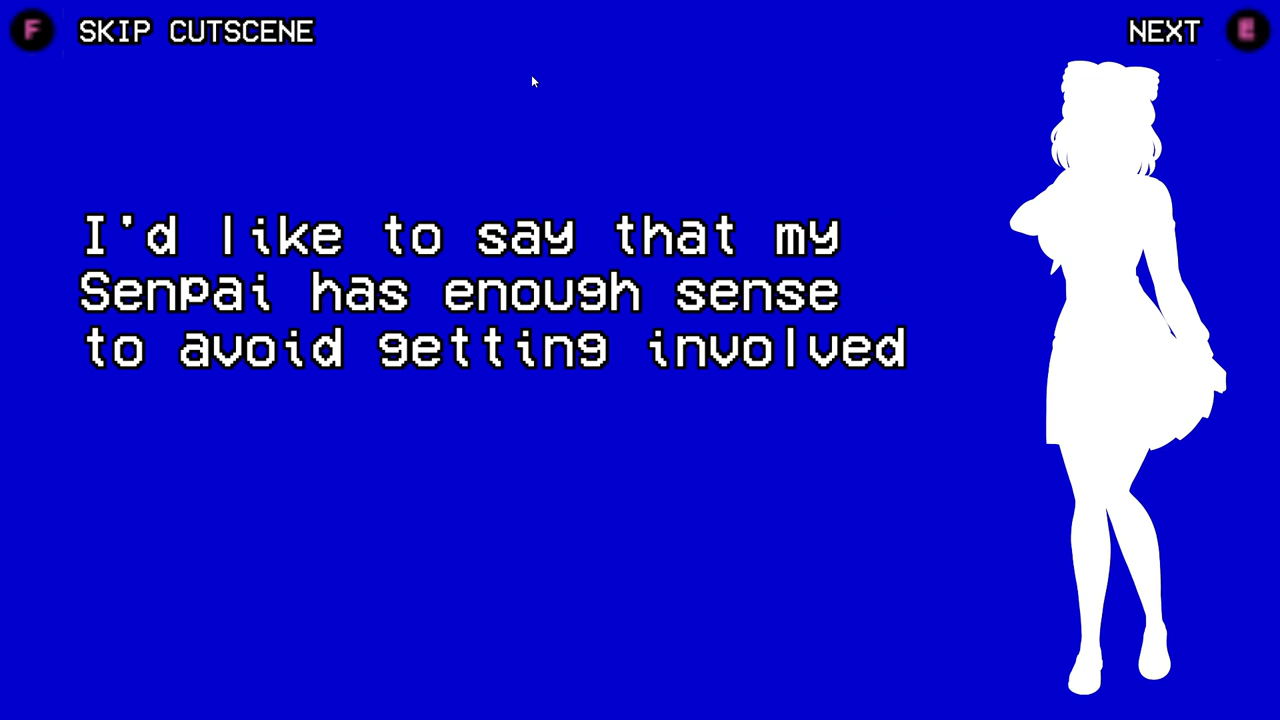 F SKIP CUTSCENE
NEXT E
I'd like to say that my
Senpai has enough sense
to avoid getting involved